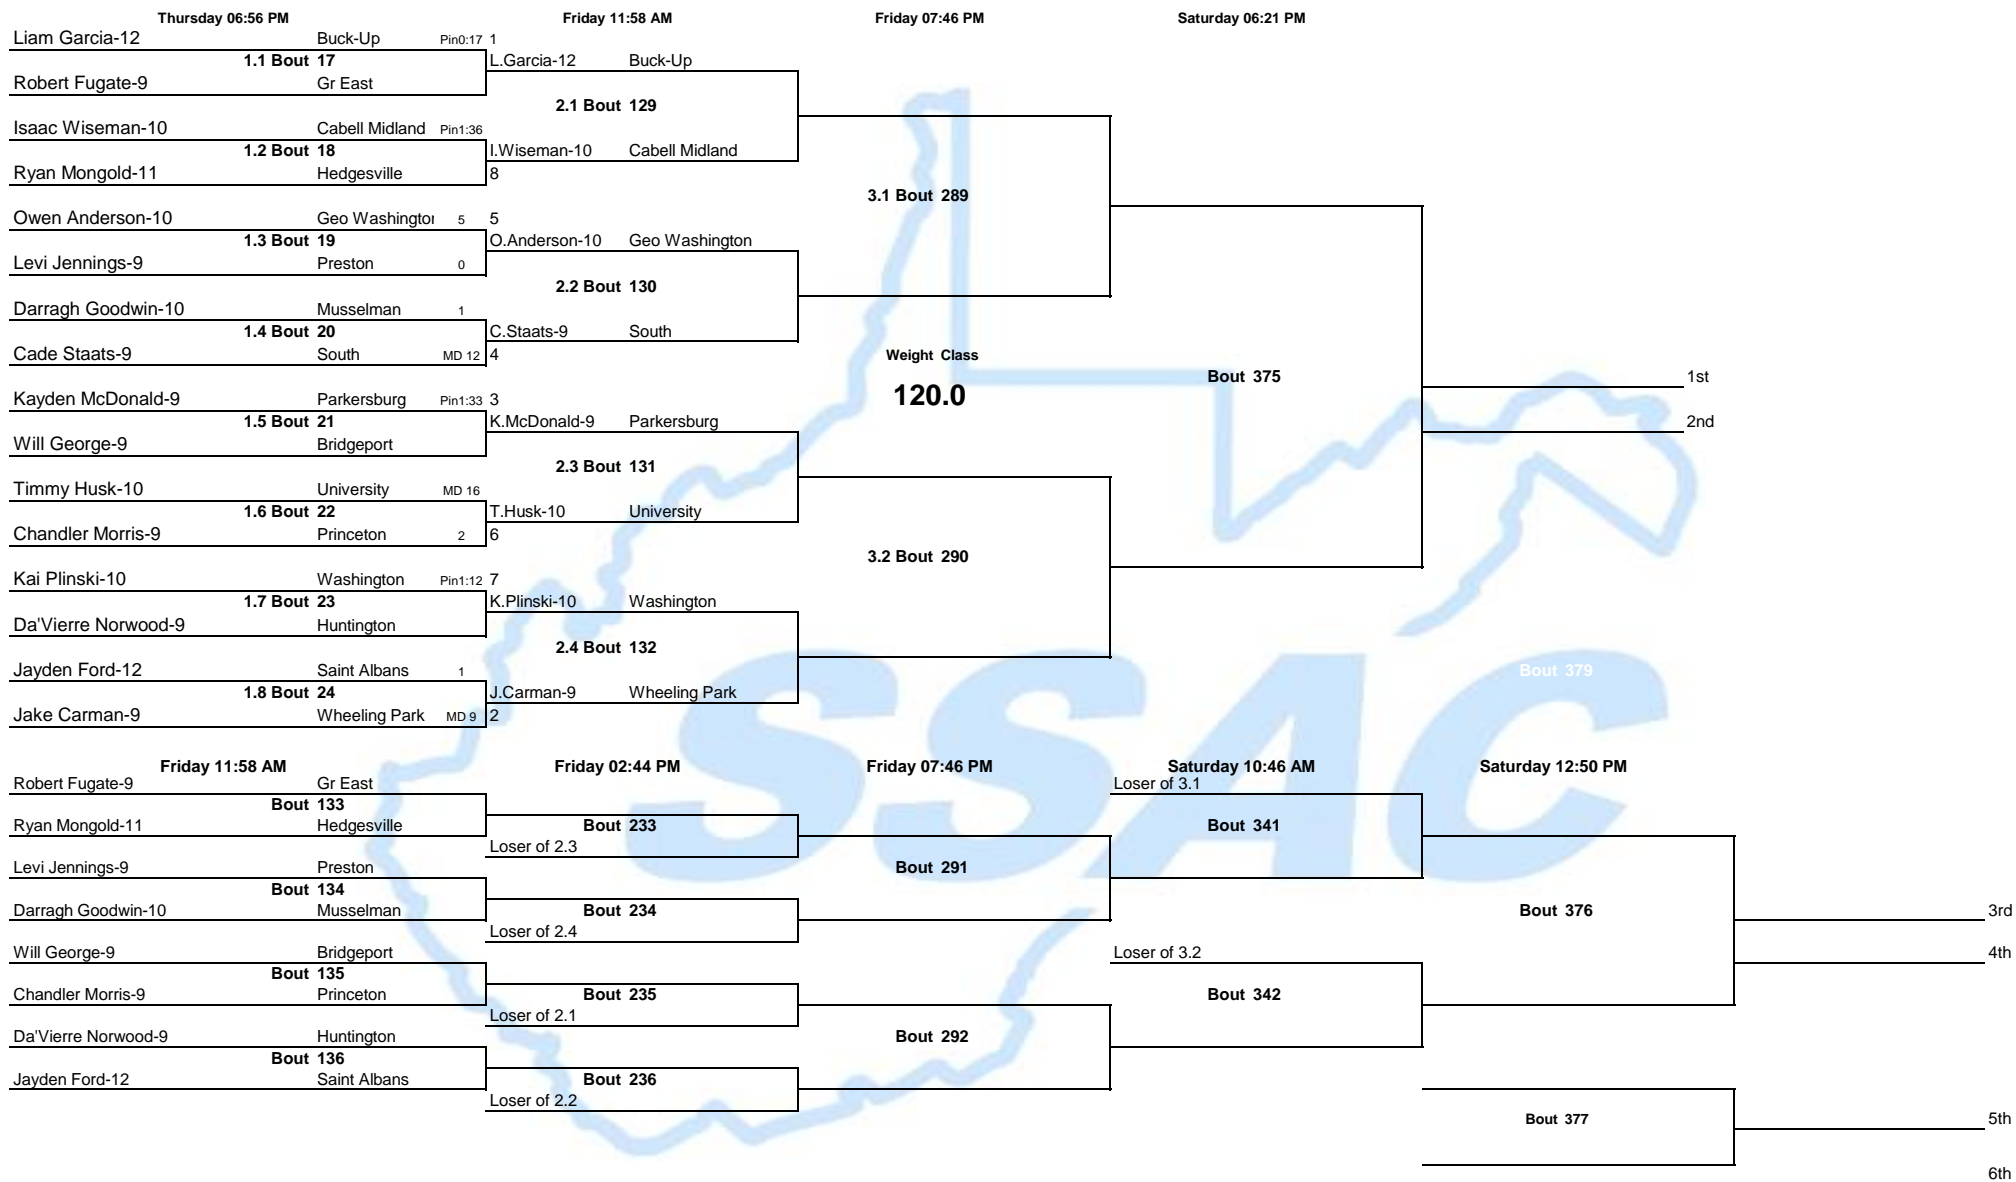 Thursday 06:56 PM Friday 11:58 AM Friday 07:46 PM Saturday 06:21 PM
Liam Garcia-12 Buck-Up Pin0:17 1
1.1 Bout 17 L.Garcia-12 Buck-Up
Robert Fugate-9 Gr East
2.1 Bout 129
Isaac Wiseman-10 Cabell Midland Pin1:36
1.2 Bout 18 I.Wiseman-10 Cabell Midland
Ryan Mongold-11 Hedgesville 8
3.1 Bout 289
Owen Anderson-10 Geo Washington 5 5
1.3 Bout 19 O.Anderson-10 Geo Washington
Levi Jennings-9 Preston 0
2.2 Bout 130
Darragh Goodwin-10 Musselman 1
1.4 Bout 20 C.Staats-9 South
Cade Staats-9 South MD 12 4 Weight Class
Bout 375 1st
Kayden McDonald-9 Parkersburg Pin1:33 3 120.0
1.5 Bout 21 K.McDonald-9 Parkersburg 2nd
Will George-9 Bridgeport
2.3 Bout 131
Timmy Husk-10 University MD 16
1.6 Bout 22 T.Husk-10 University
Chandler Morris-9 Princeton 2 6
3.2 Bout 290
Kai Plinski-10 Washington Pin1:12 7
1.7 Bout 23 K.Plinski-10 Washington
Da'Vierre Norwood-9 Huntington
2.4 Bout 132
Jayden Ford-12 Saint Albans 1 Bout 379
1.8 Bout 24 J.Carman-9 Wheeling Park
Jake Carman-9 Wheeling Park MD 9 2
SSAC
Friday 11:58 AM Friday 02:44 PM Friday 07:46 PM Saturday 10:46 AM Saturday 12:50 PM
Robert Fugate-9 Gr East Loser of 3.1
Bout 133
Ryan Mongold-11 Hedgesville Bout 233 Bout 341
Loser of 2.3
Levi Jennings-9 Preston Bout 291
Bout 134
Darragh Goodwin-10 Musselman Bout 234 Bout 376 3rd
Loser of 2.4
Will George-9 Bridgeport Loser of 3.2 4th
Bout 135
Chandler Morris-9 Princeton Bout 235 Bout 342
Loser of 2.1
Da'Vierre Norwood-9 Huntington Bout 292
Bout 136
Jayden Ford-12 Saint Albans Bout 236
Loser of 2.2
Bout 377 5th
6th